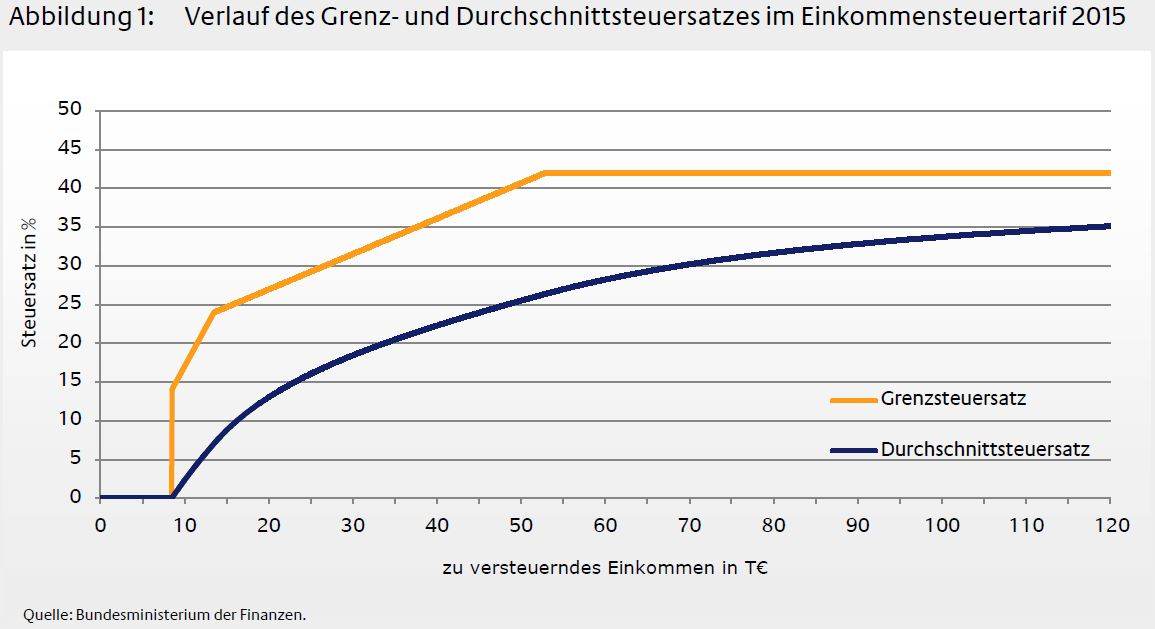 Abbildung 1: Verlauf des Grenz- und Durchschnittsteuersatzes im Einkommensteuertarif 2015
50
45
40
35
30
25
20
15
10
5
0
Steuersatz in %
Grenzsteuersatz
Durchschnittsteuersatz
0 10 20 30 40 50 60 70 80 90 100 110 120
zu versteuerndes Einkommen in T€
Quelle: Bundesministerium der Finanzen.